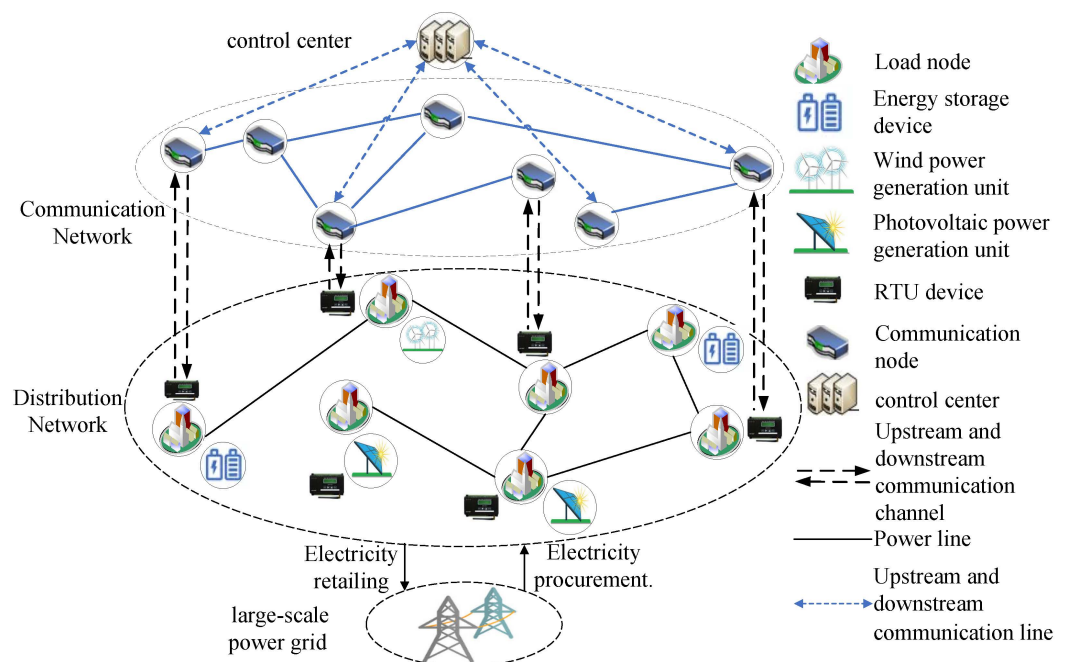 control center
Communication
Network
Distribution
Network
Electricity
retailing
Electricity
procurement.
large-scale
power grid
Load node
Energy storage
device
Wind power
generation unit
Photovoltaic power
generation unit
RTU device
Communication
node
control center
Upstream and
downstream
communication
channel
Power line
Upstream and
downstream
communication line